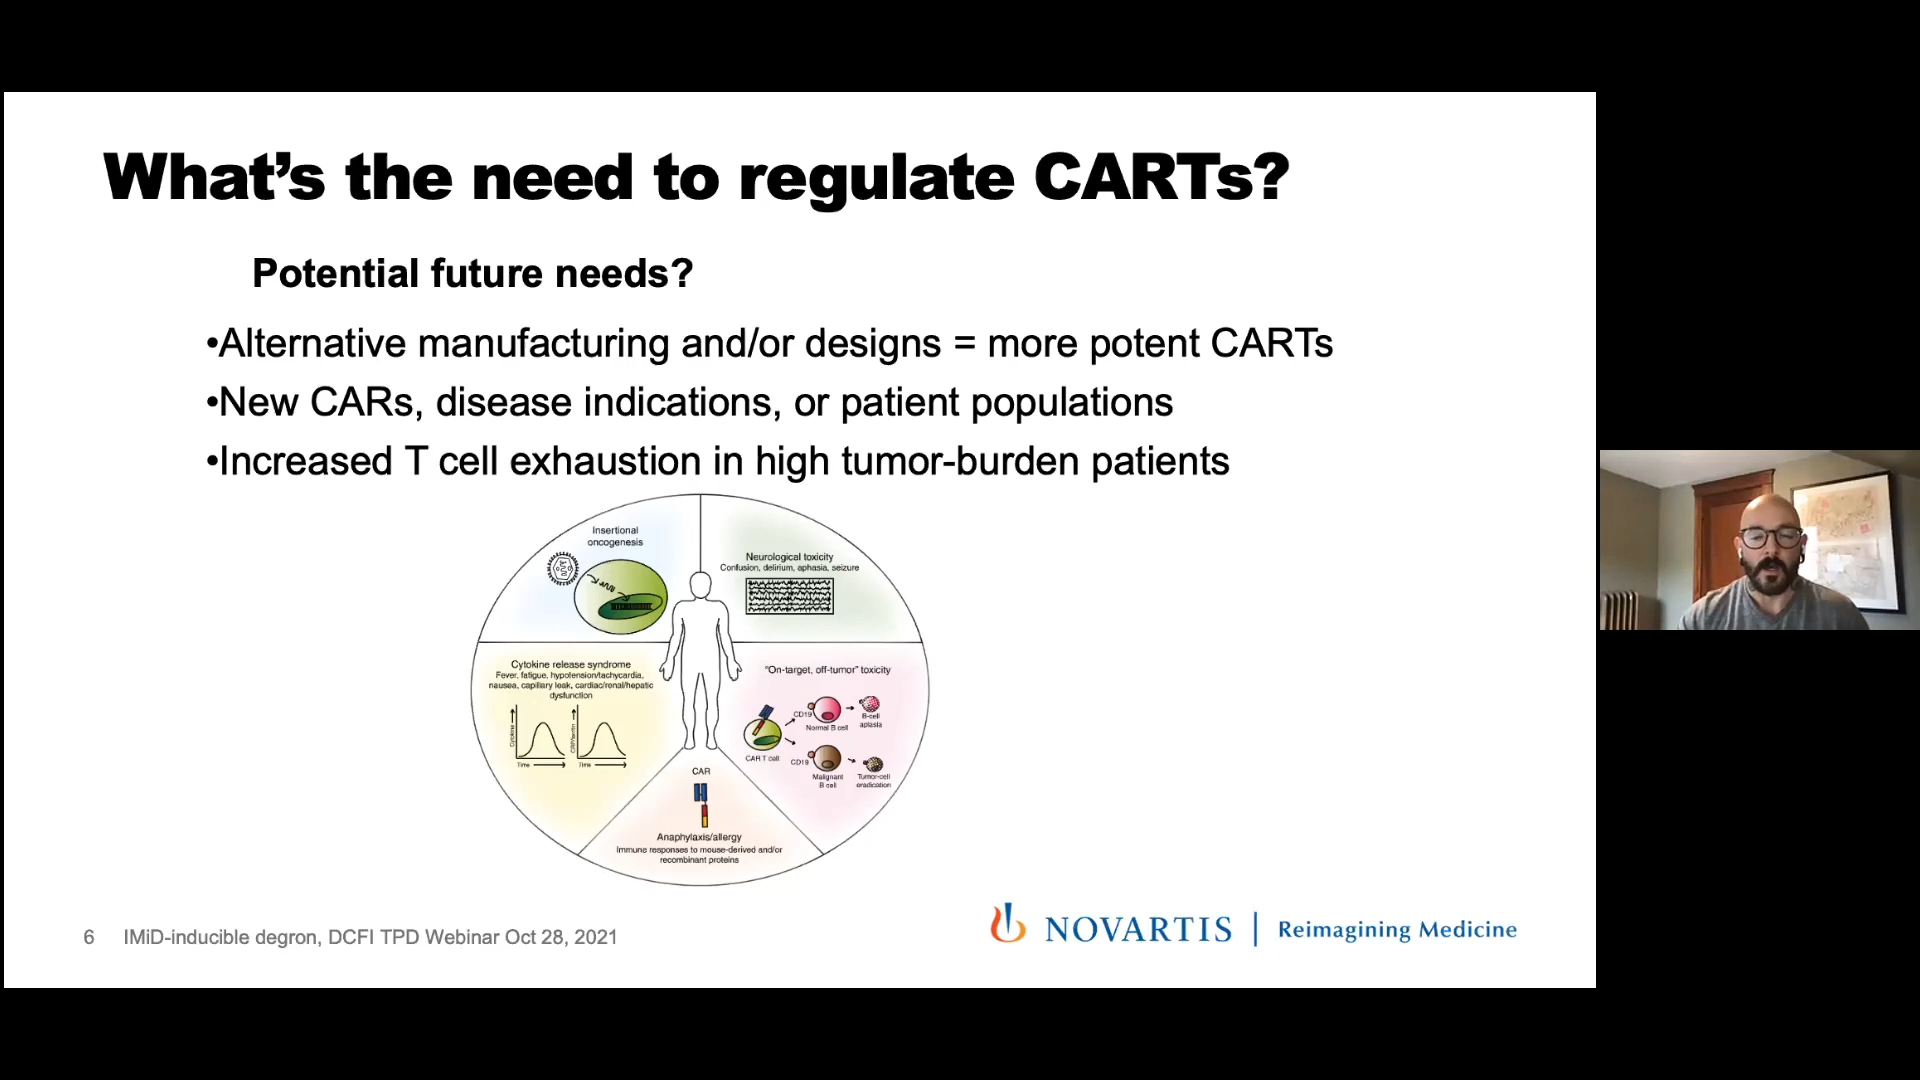 What's the need to regulate CARTs?
Potential future needs?
•Alternative manufacturing and/or designs = more potent CARTs
•New CARs, disease indications, or patient populations
•Increased T cell exhaustion in high tumor-burden patients
Insertional
oncogenesis
Neurological toxicity
Confusion, delirium, aphasia, seizure
Cytokine release syndrome
Fever, fatigue, hypotension/tachycardia,
nausea, capillary leak, cardiac/renal/hepatic
dysfunction
Cytokine
Time
Time
"On-target, off-tumor" toxicity
CD19
Normal B cell
B-cell
aplasia
CAR T cell
CD19
Malignant
B cell
Tumor-cell
eradication
CAR
Anaphylaxis/allergy
Immune responses to mouse-derived and/or
recombinant proteins
6 IMiD-inducible degron, DCFI TPD Webinar Oct 28, 2021
NOVARTIS | Reimagining Medicine